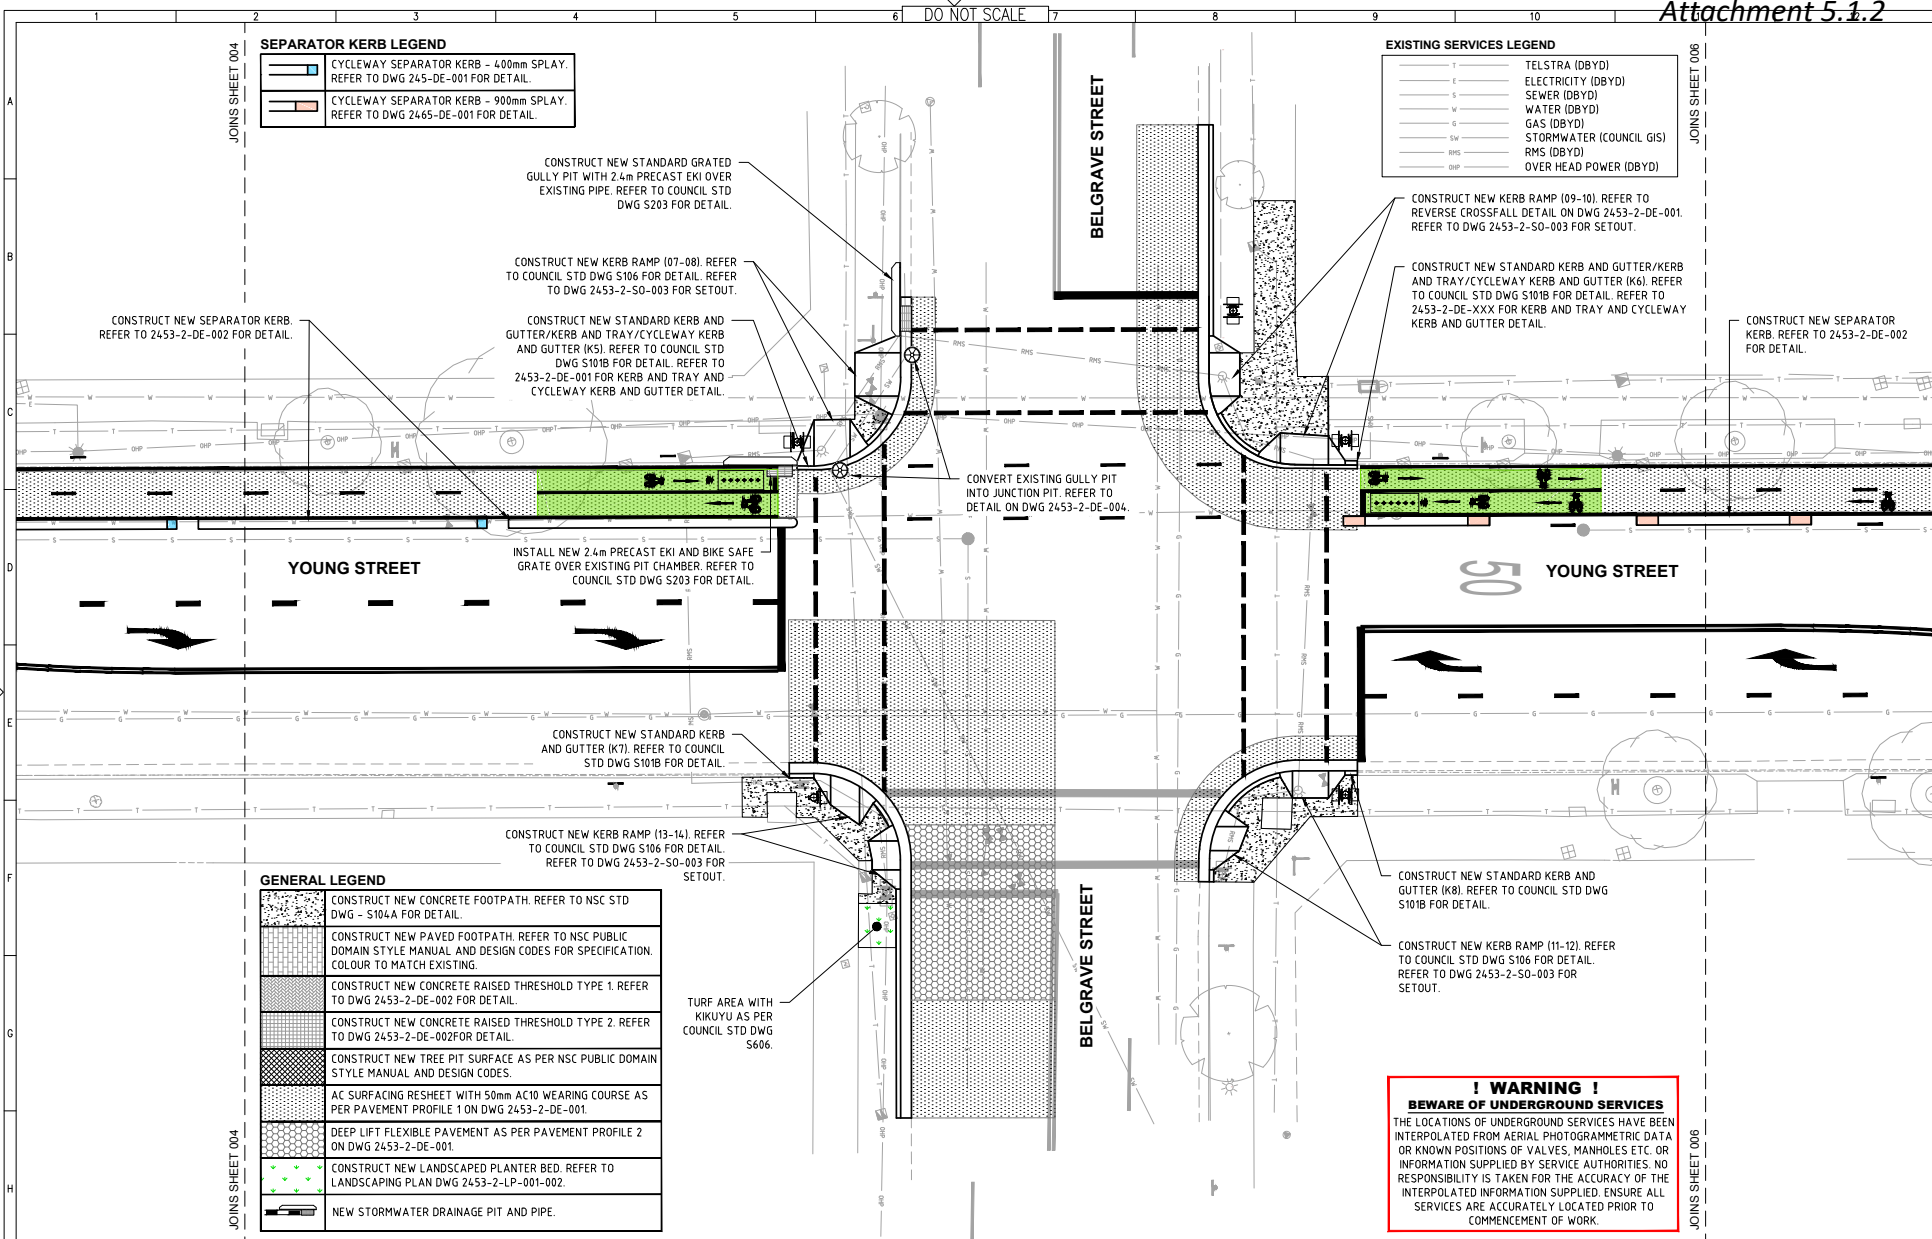 Attachment 5.1.2
1 2 3 4 5 6 7 8 9 10
DO NOT SCALE
A
B
C
D
E
F
G
H
JOINS SHEET 004
JOINS SHEET 006
SEPARATOR KERB LEGEND
CYCLEWAY SEPARATOR KERB - 400mm SPLAY.
REFER TO DWG 245-DE-001 FOR DETAIL.
CYCLEWAY SEPARATOR KERB - 900mm SPLAY.
REFER TO DWG 2465-DE-001 FOR DETAIL.
EXISTING SERVICES LEGEND
T TELSTRA (DBYD)
E ELECTRICITY (DBYD)
S SEWER (DBYD)
W WATER (DBYD)
G GAS (DBYD)
SW STORMWATER (COUNCIL GIS)
RMS RMS (DBYD)
OHP OVER HEAD POWER (DBYD)
BELGRAVE STREET
CONSTRUCT NEW STANDARD GRATED
GULLY PIT WITH 2.4m PRECAST EKI OVER
EXISTING PIPE. REFER TO COUNCIL STD
DWG S203 FOR DETAIL.
CONSTRUCT NEW KERB RAMP (07-08). REFER
TO COUNCIL STD DWG S106 FOR DETAIL. REFER
TO DWG 2453-2-SO-003 FOR SETOUT.
CONSTRUCT NEW STANDARD KERB AND
GUTTER/KERB AND TRAY/CYCLEWAY KERB
AND GUTTER (K5). REFER TO COUNCIL STD
DWG S101B FOR DETAIL. REFER TO
2453-2-DE-001 FOR KERB AND TRAY AND
CYCLEWAY KERB AND GUTTER DETAIL.
CONSTRUCT NEW SEPARATOR KERB.
REFER TO 2453-2-DE-002 FOR DETAIL.
CONSTRUCT NEW KERB RAMP (09-10). REFER TO
REVERSE CROSSFALL DETAIL ON DWG 2453-2-DE-001.
REFER TO DWG 2453-2-SO-003 FOR SETOUT.
CONSTRUCT NEW STANDARD KERB AND GUTTER/KERB
AND TRAY/CYCLEWAY KERB AND GUTTER (K6). REFER
TO COUNCIL STD DWG S101B FOR DETAIL. REFER TO
2453-2-DE-XXX FOR KERB AND TRAY AND CYCLEWAY
KERB AND GUTTER DETAIL.
CONSTRUCT NEW SEPARATOR
KERB. REFER TO 2453-2-DE-002
FOR DETAIL.
CONVERT EXISTING GULLY PIT
INTO JUNCTION PIT. REFER TO
DETAIL ON DWG 2453-2-DE-004.
INSTALL NEW 2.4m PRECAST EKI AND BIKE SAFE
GRATE OVER EXISTING PIT CHAMBER. REFER TO
COUNCIL STD DWG S203 FOR DETAIL.
YOUNG STREET
50
YOUNG STREET
CONSTRUCT NEW STANDARD KERB
AND GUTTER (K7). REFER TO COUNCIL
STD DWG S101B FOR DETAIL.
CONSTRUCT NEW KERB RAMP (13-14). REFER
TO COUNCIL STD DWG S106 FOR DETAIL.
REFER TO DWG 2453-2-SO-003 FOR
SETOUT.
CONSTRUCT NEW STANDARD KERB AND
GUTTER (K8). REFER TO COUNCIL STD DWG
S101B FOR DETAIL.
CONSTRUCT NEW KERB RAMP (11-12). REFER
TO COUNCIL STD DWG S106 FOR DETAIL.
REFER TO DWG 2453-2-SO-003 FOR
SETOUT.
TURF AREA WITH
KIKUYU AS PER
COUNCIL STD DWG
S606.
BELGRAVE STREET
GENERAL LEGEND
CONSTRUCT NEW CONCRETE FOOTPATH. REFER TO NSC STD
DWG - S104A FOR DETAIL.
CONSTRUCT NEW PAVED FOOTPATH. REFER TO NSC PUBLIC
DOMAIN STYLE MANUAL AND DESIGN CODES FOR SPECIFICATION.
COLOUR TO MATCH EXISTING.
CONSTRUCT NEW CONCRETE RAISED THRESHOLD TYPE 1. REFER
TO DWG 2453-2-DE-002 FOR DETAIL.
CONSTRUCT NEW CONCRETE RAISED THRESHOLD TYPE 2. REFER
TO DWG 2453-2-DE-002FOR DETAIL.
CONSTRUCT NEW TREE PIT SURFACE AS PER NSC PUBLIC DOMAIN
STYLE MANUAL AND DESIGN CODES.
AC SURFACING RESHEET WITH 50mm AC10 WEARING COURSE AS
PER PAVEMENT PROFILE 1 ON DWG 2453-2-DE-001.
DEEP LIFT FLEXIBLE PAVEMENT AS PER PAVEMENT PROFILE 2
ON DWG 2453-2-DE-001.
CONSTRUCT NEW LANDSCAPED PLANTER BED. REFER TO
LANDSCAPING PLAN DWG 2453-2-LP-001-002.
NEW STORMWATER DRAINAGE PIT AND PIPE.
JOINS SHEET 004
! WARNING !
BEWARE OF UNDERGROUND SERVICES
THE LOCATIONS OF UNDERGROUND SERVICES HAVE BEEN
INTERPOLATED FROM AERIAL PHOTOGRAMMETRIC DATA
OR KNOWN POSITIONS OF VALVES, MANHOLES ETC. OR
INFORMATION SUPPLIED BY SERVICE AUTHORITIES. NO
RESPONSIBILITY IS TAKEN FOR THE ACCURACY OF THE
INTERPOLATED INFORMATION SUPPLIED. ENSURE ALL
SERVICES ARE ACCURATELY LOCATED PRIOR TO
COMMENCEMENT OF WORK.
JOINS SHEET 006